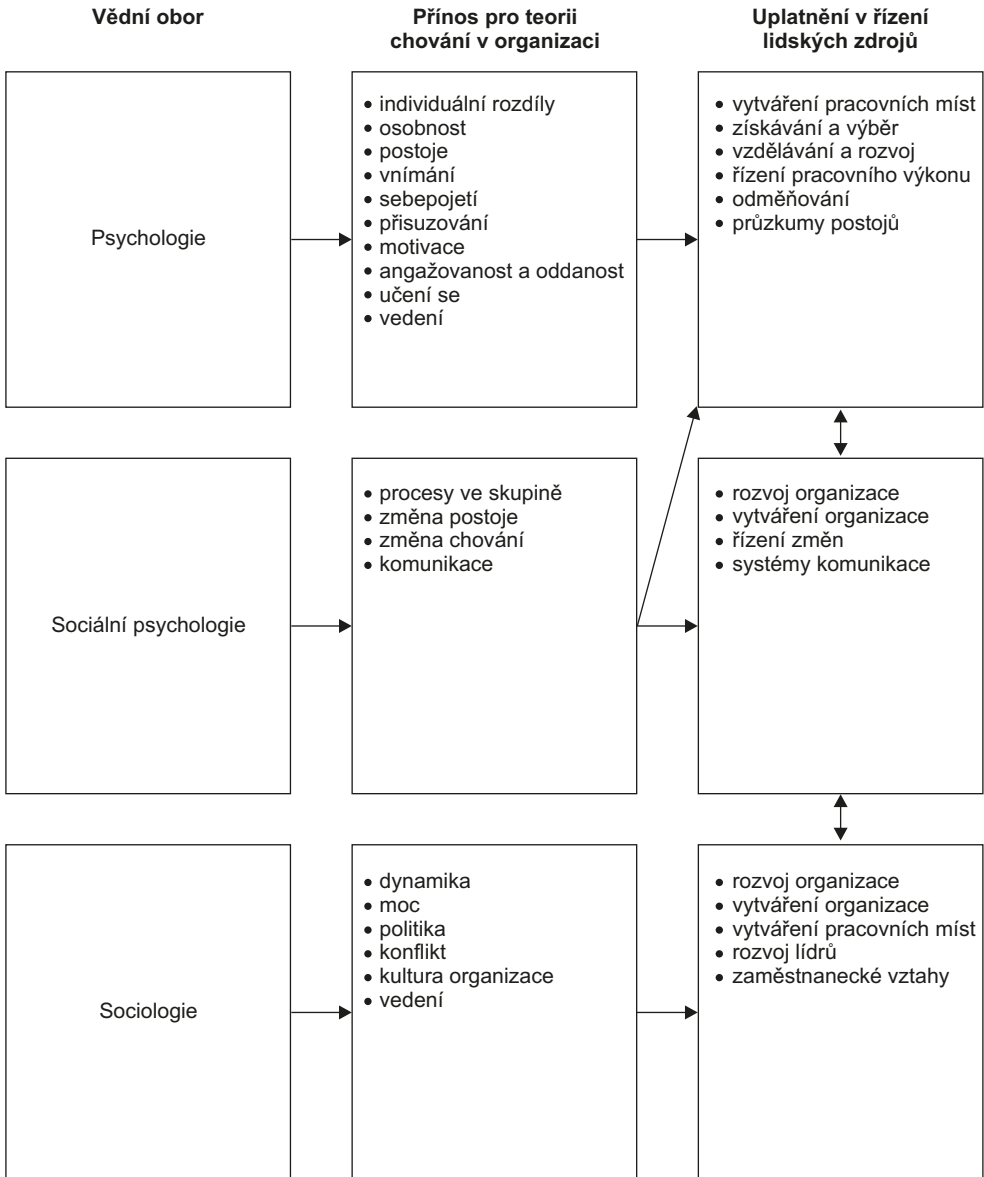 Vědní obor
Přínos pro teorii
chování v organizaci
Uplatnění v řízení
lidských zdrojů
Psychologie
• individuální rozdíly
• osobnost
• postoje
• vnímání
• sebepojetí
• přisuzování
• motivace
• angažovanost a oddanost
• učení se
• vedení
• vytváření pracovních míst
• získávání a výběr
• vzdělávání a rozvoj
• řízení pracovního výkonu
• odměňování
• průzkumy postojů
Sociální psychologie
• procesy ve skupině
• změna postoje
• změna chování
• komunikace
• rozvoj organizace
• vytváření organizace
• řízení změn
• systémy komunikace
Sociologie
• dynamika
• moc
• politika
• konflikt
• kultura organizace
• vedení
• rozvoj organizace
• vytváření organizace
• vytváření pracovních míst
• rozvoj lídrů
• zaměstnanecké vztahy